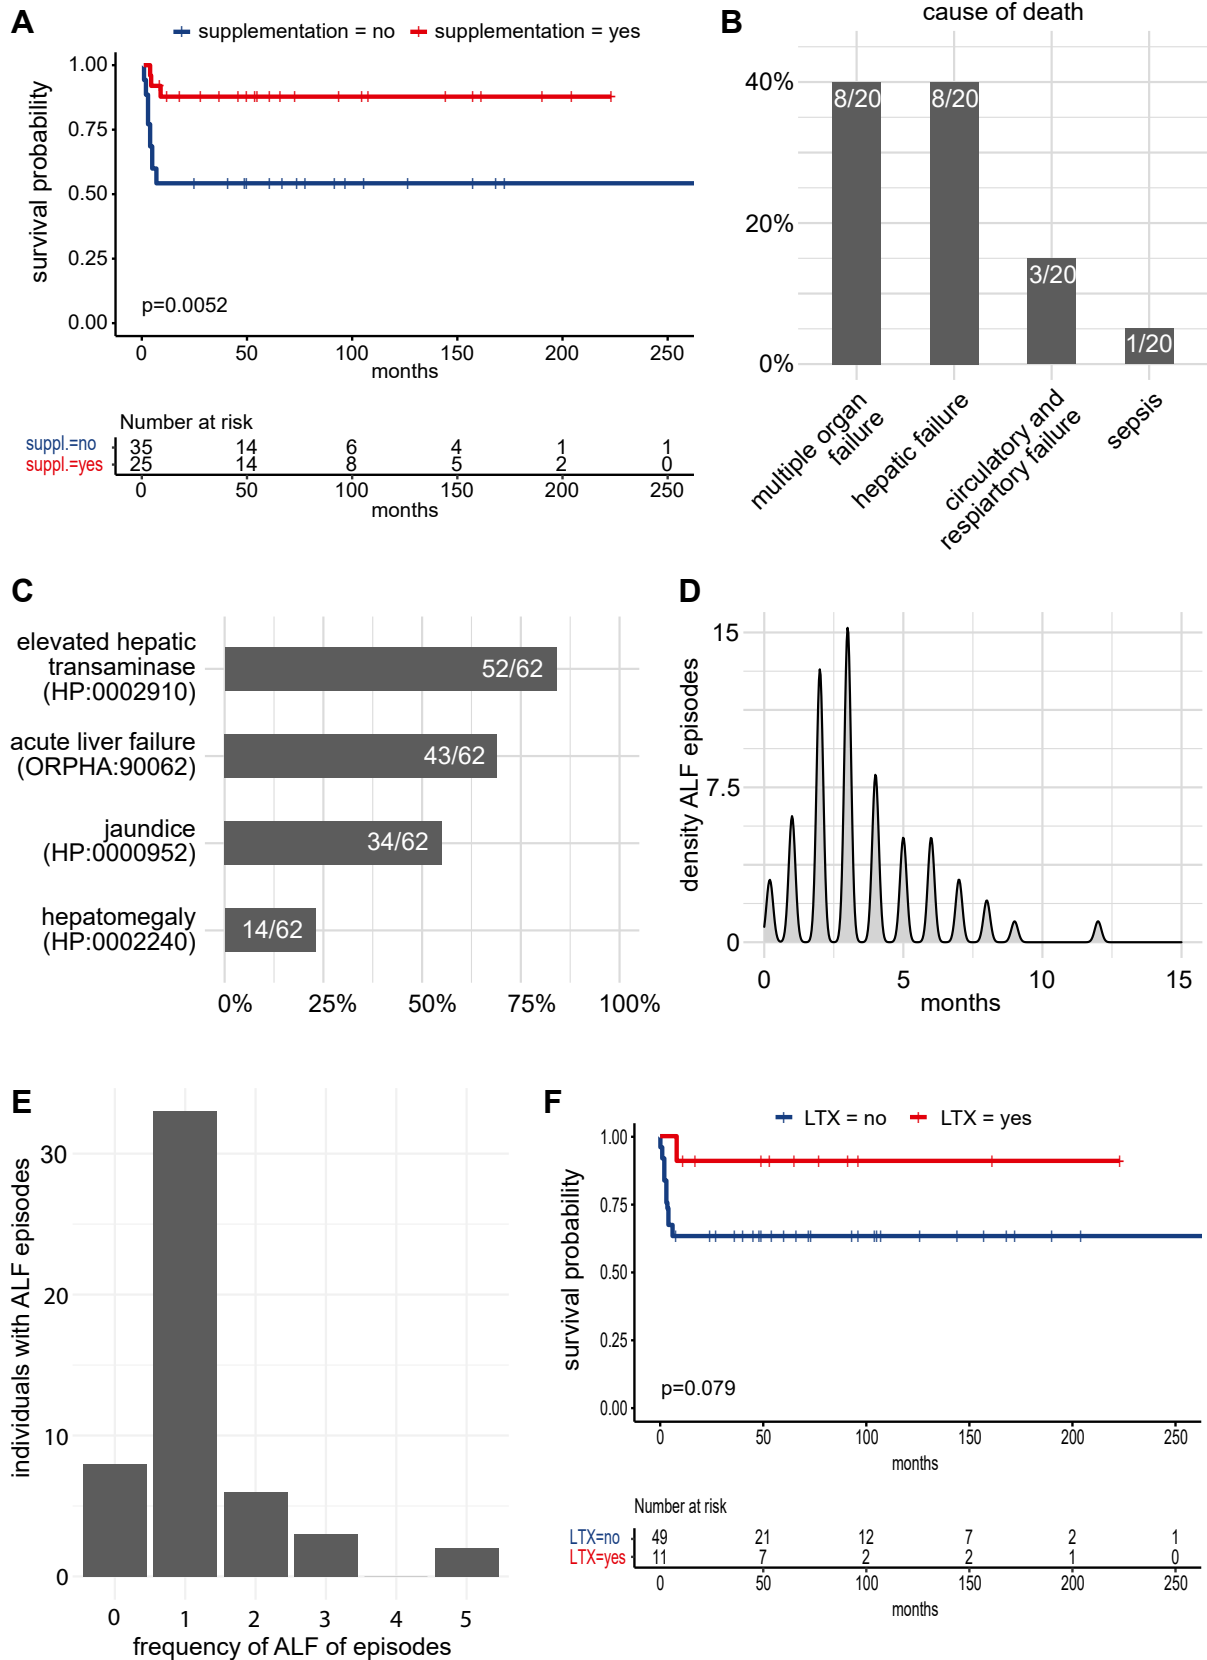 A
supplementation = no supplementation = yes
survival probability
1.00
0.75
0.50
0.25
0.00
p=0.0052
0 50 100 150 200 250
months
Number at risk
suppl.=no 35 14 6 4 1 1
suppl.=yes 25 14 8 5 2 0
0 50 100 150 200 250
months
B
cause of death
40%
20%
0%
8/20 8/20 3/20 1/20
multiple organ
failure
hepatic failure
circulatory and
respiartory failure
sepsis
C
elevated hepatic
transaminase
(HP:0002910)
52/62
acute liver failure
(ORPHA:90062)
43/62
jaundice
(HP:0000952)
34/62
hepatomegaly
(HP:0002240)
14/62
0% 25% 50% 75% 100%
D
density ALF episodes
15
7.5
0
0 5 10 15
months
E
individuals with ALF episodes
30
20
10
0
0 1 2 3 4 5
frequency of ALF of episodes
F
LTX = no LTX = yes
survival probability
1.00
0.75
0.50
0.25
0.00
p=0.079
0 50 100 150 200 250
months
Number at risk
LTX=no 49 21 12 7 2 1
LTX=yes 11 7 2 2 1 0
0 50 100 150 200 250
months